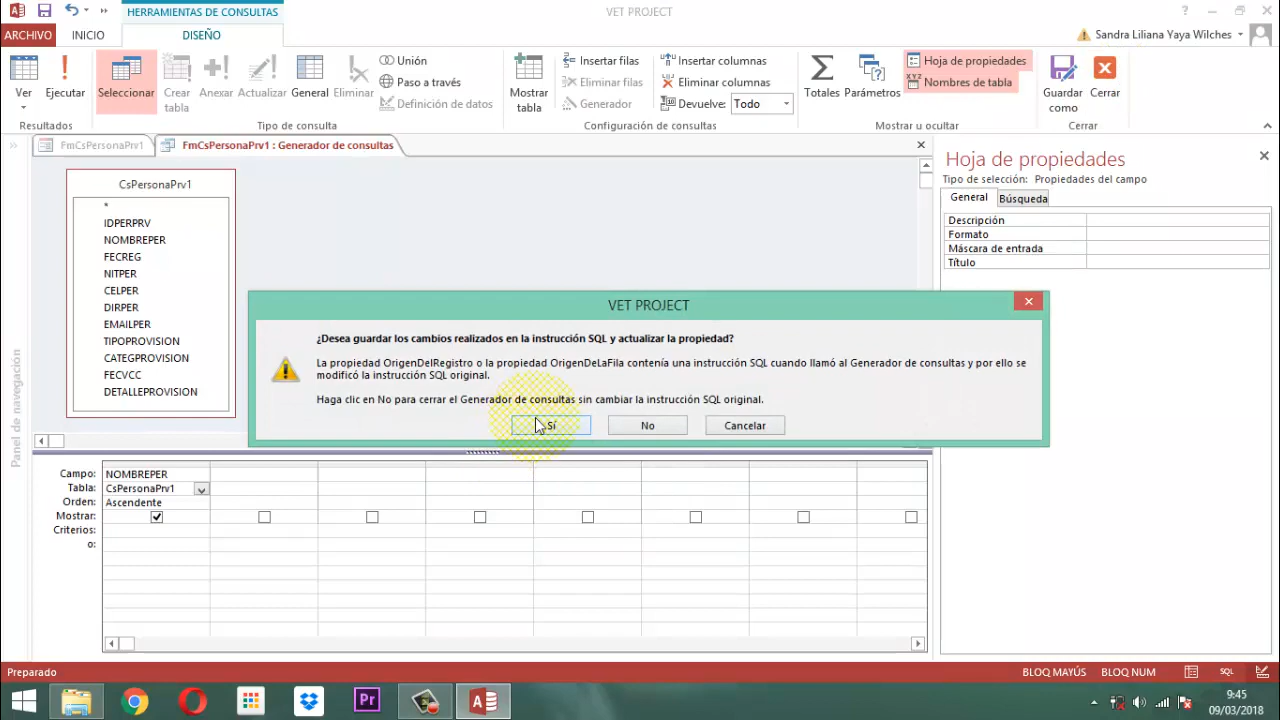 HERRAMIENTAS DE CONSULTAS
VET PROJECT
ARCHIVO
INICIO
DISEÑO
Sandra Liliana Yaya Wilches
Ver
Ejecutar
Resultados
Seleccionar
Crear
tabla
Anexar
Actualizar
General
Eliminar
Unión
Paso a través
Definición de datos
Tipo de consulta
Mostrar
tabla
Insertar filas
Eliminar filas
Generador
Insertar columnas
Eliminar columnas
Devuelve: Todo
Configuración de consultas
Totales
Parámetros
Hoja de propiedades
Nombres de tabla
Mostrar u ocultar
Guardar
como
Cerrar
Cerrar
FmCsPersonaPrv1
FmCsPersonaPrv1 : Generador de consultas
Panel de navegación
CsPersonaPrv1
*
IDPERPRV
NOMBREPER
FECREG
NITPER
CELPER
DIRPER
EMAILPER
TIPOPROVISION
CATEGPROVISION
FECVCC
DETALLEPROVISION
Hoja de propiedades
Tipo de selección: Propiedades del campo
General
Búsqueda
Descripción
Formato
Máscara de entrada
Título
VET PROJECT
¿Desea guardar los cambios realizados en la instrucción SQL y actualizar la propiedad?
La propiedad OrigenDelRegistro o la propiedad OrigenDeLaFila contenía una instrucción SQL cuando llamó al Generador de consultas y por ello se
modificó la instrucción SQL original.
Haga clic en No para cerrar el Generador de consultas sin cambiar la instrucción SQL original.
Sí
No
Cancelar
Campo: NOMBREPER
Tabla: CsPersonaPrv1
Orden: Ascendente
Mostrar:
Criterios:
o:
Preparado
BLOQ MAYÚS
BLOQ NUM
SQL
Pr
9:45
09/03/2018